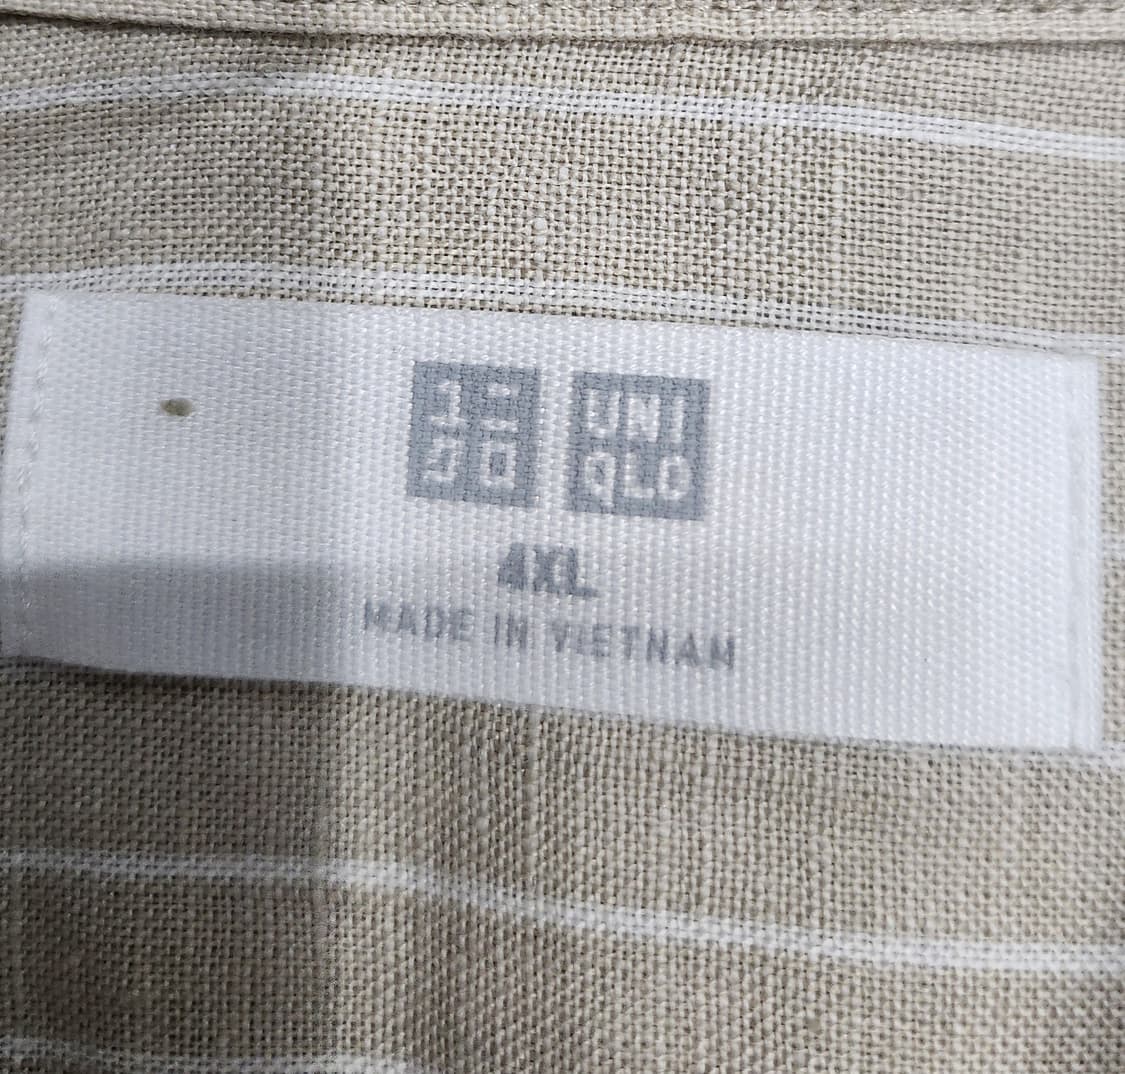 ユニ UNI
クロ QLO
4XL
MADE IN VIETNAM